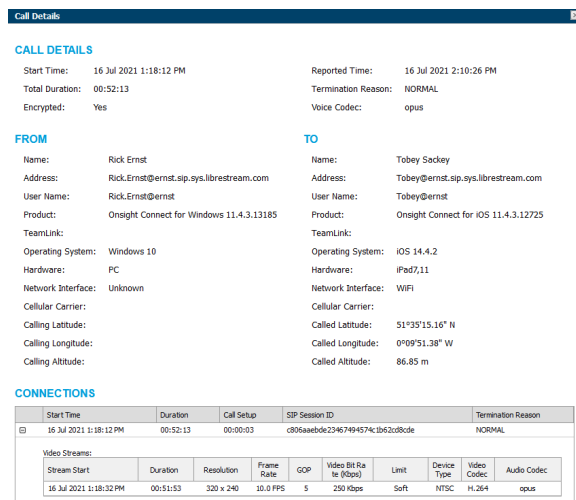 Call Details
CALL DETAILS
Start Time: 16 Jul 2021 1:18:12 PM Reported Time: 16 Jul 2021 2:10:26 PM
Total Duration: 00:52:13 Termination Reason: NORMAL
Encrypted: Yes Voice Codec: opus
FROM TO
Name: Rick Ernst Name: Tobey Sackey
Address: Rick.Ernst@ernst.sip.sys.librestream.com Address: Tobey@ernst.sip.sys.librestream.com
User Name: Rick.Ernst@ernst User Name: Tobey@ernst
Product: Onsight Connect for Windows 11.4.3.13185 Product: Onsight Connect for iOS 11.4.3.12725
TeamLink: TeamLink:
Operating System: Windows 10 Operating System: iOS 14.4.2
Hardware: PC Hardware: iPad7,11
Network Interface: Unknown Network Interface: WiFi
Cellular Carrier: Cellular Carrier:
Calling Latitude: Called Latitude: 51°35'15.16" N
Calling Longitude: Called Longitude: 0°09'51.38" W
Calling Altitude: Called Altitude: 86.85 m
CONNECTIONS
Start Time Duration Call Setup SIP Session ID Termination Reason
16 Jul 2021 1:18:12 PM 00:52:13 00:00:03 c806aaebde23467494574c1b62cd8cde NORMAL
Video Streams:
Stream Start Duration Resolution Frame Rate GOP Video Bit Ra te (Kbps) Limit Device Type Video Codec Audio Codec
16 Jul 2021 1:18:32 PM 00:51:53 320 x 240 10.0 FPS 5 250 Kbps Soft NTSC H.264 opus